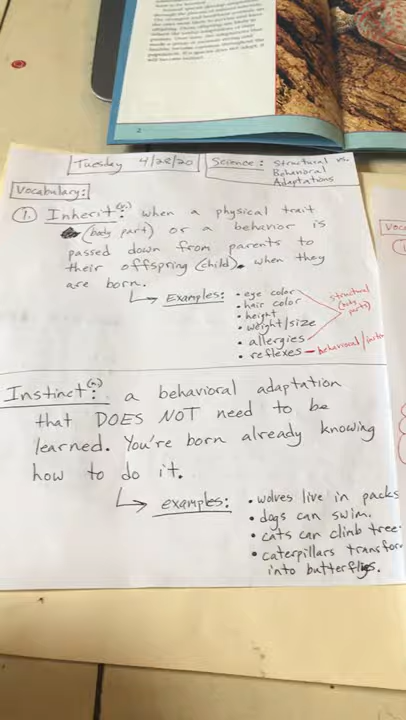 2
Tuesday 4/28/20
Science: Structural vs.
Behavioral
Adaptations
Vocabulary:
1. Inherit (n): when a physical trait
(body part) or a behavior is
passed down from parents to
their offspring (child). when they
are born.
Examples: • eye color
• hair color
• height
• weight/size
• allergies
• reflexes
structural
(body
parts)
behavioral
Instinct (n): a behavioral adaptation
that DOES NOT need to be
learned. You're born already knowing
how to do it.
examples: • wolves live in packs
• dogs can swim.
• cats can climb tree
• caterpillars transfor
into butterflies.